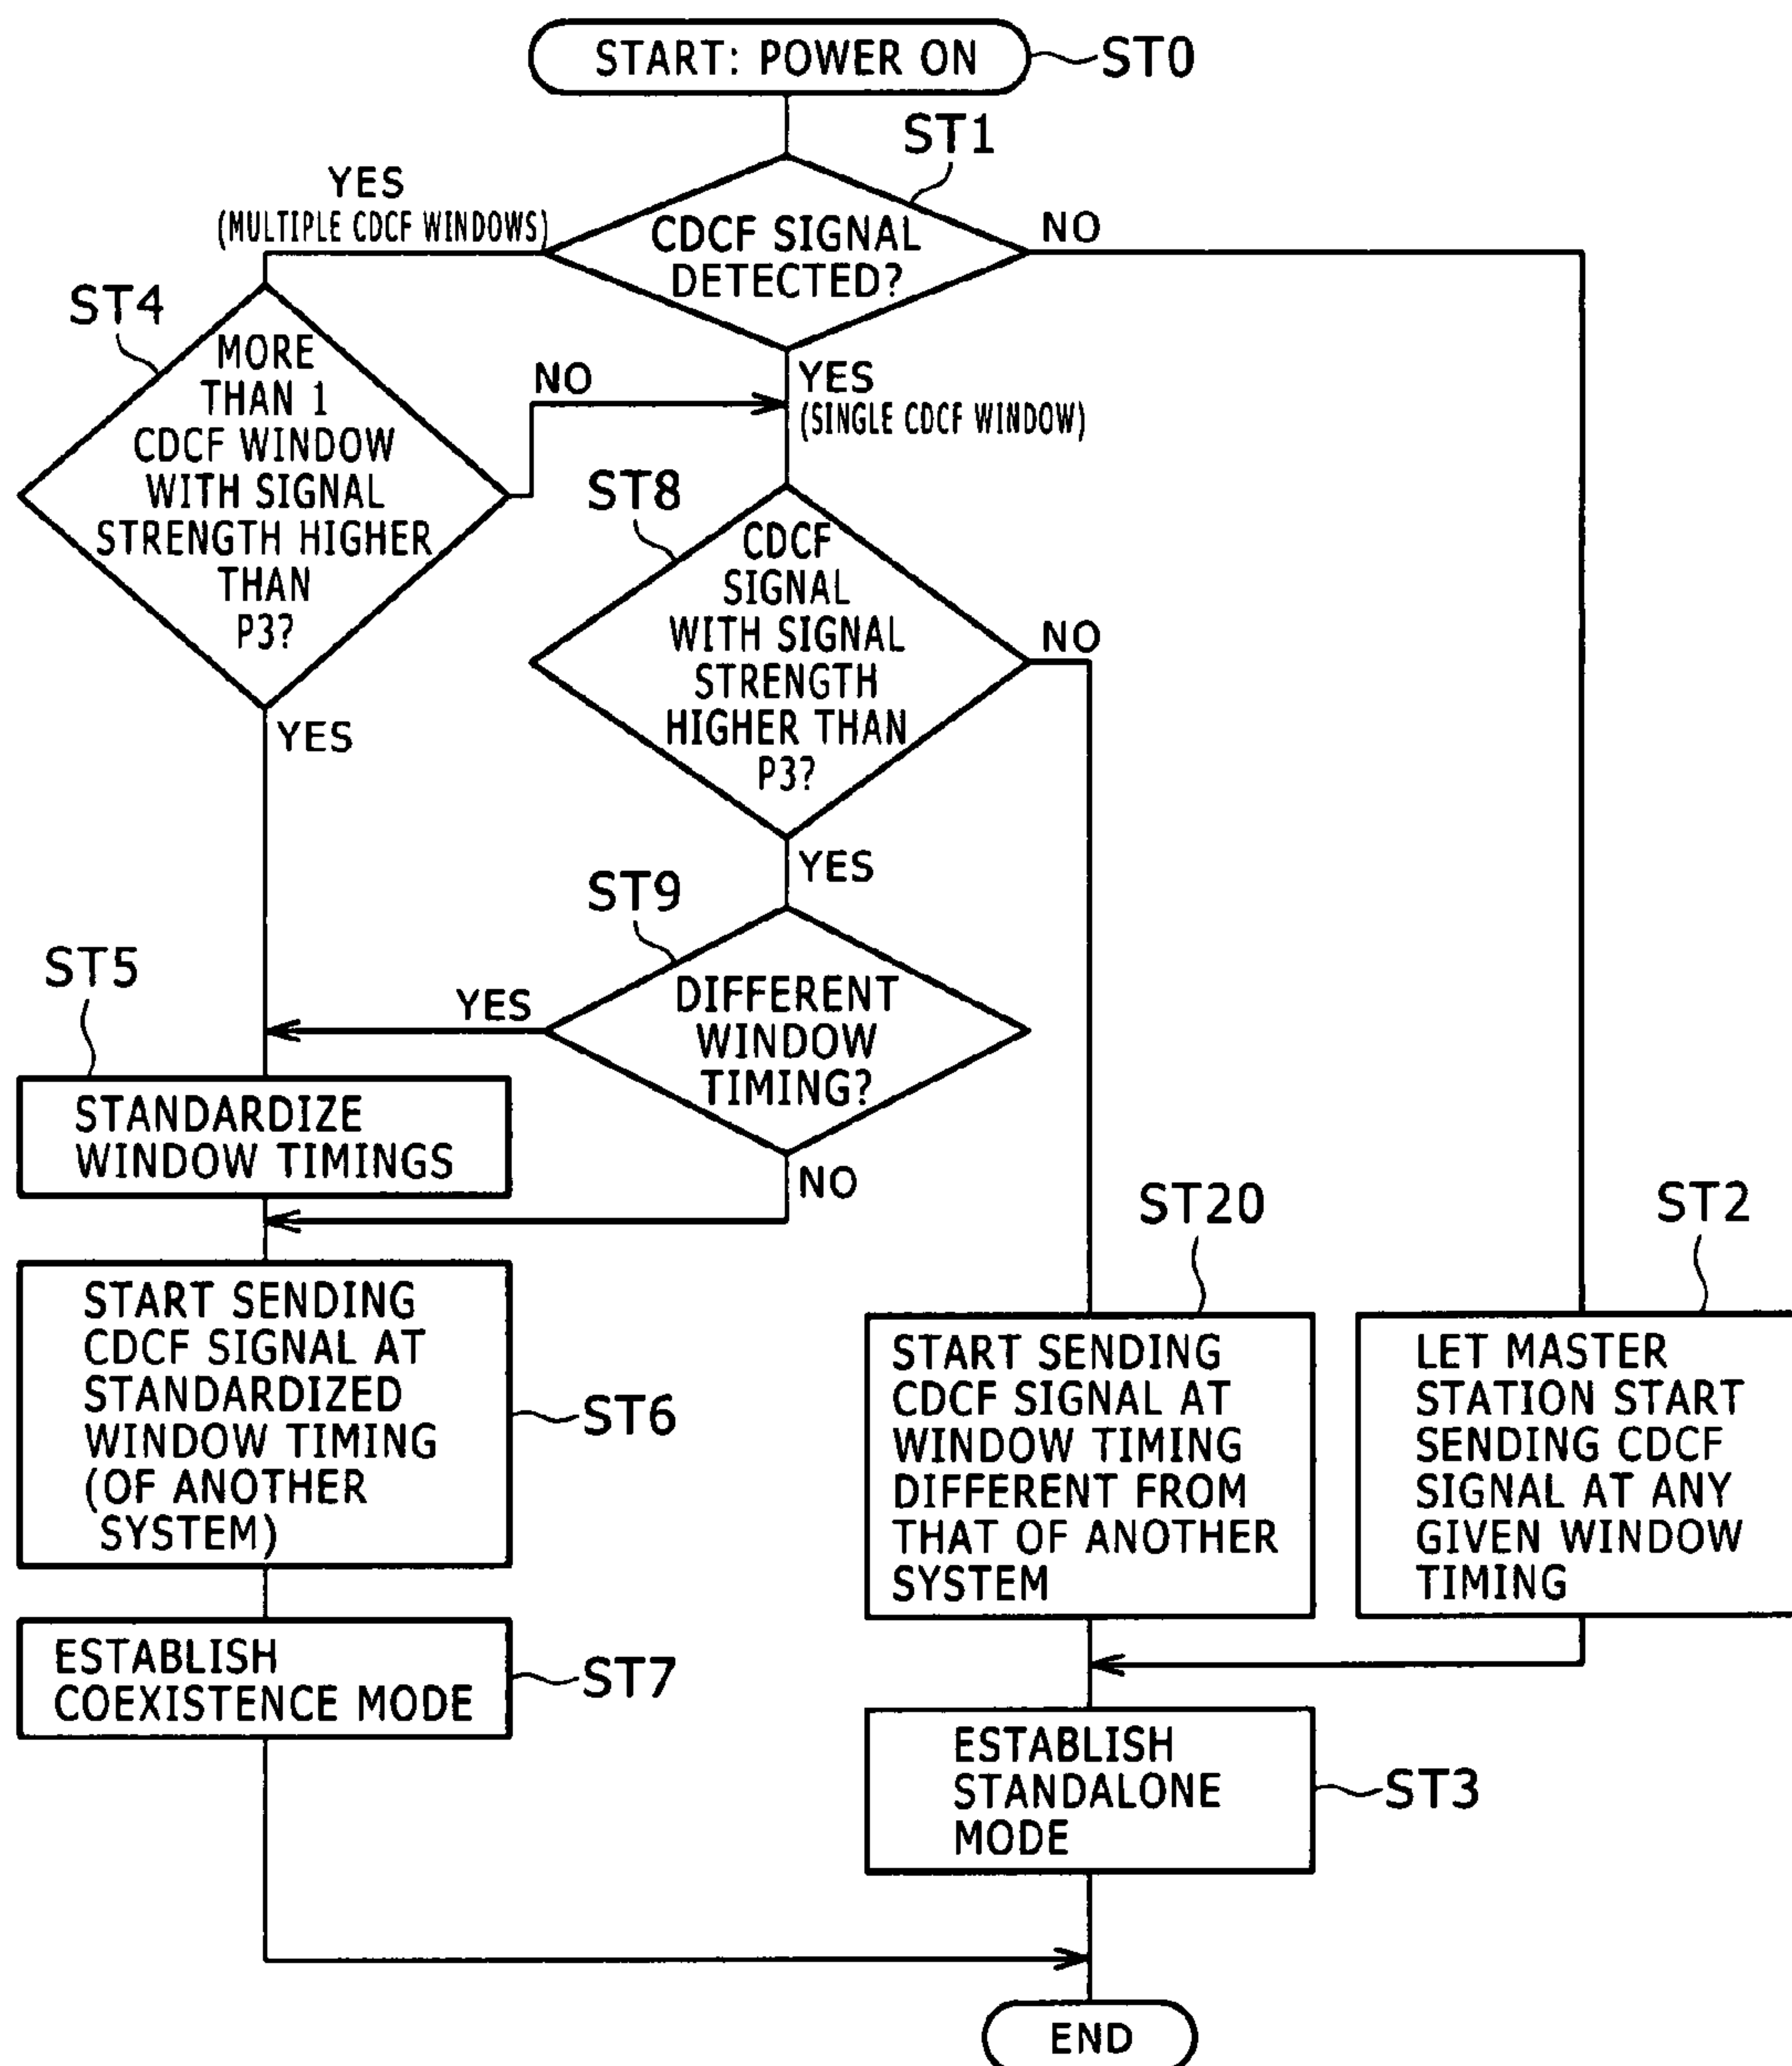 START: POWER ON
ST0
ST1
YES
(MULTIPLE CDCF WINDOWS)
CDCF SIGNAL
DETECTED?
NO
ST4
MORE
THAN 1
CDCF WINDOW
WITH SIGNAL
STRENGTH HIGHER
THAN
P3?
NO
YES
(SINGLE CDCF WINDOW)
ST8
CDCF
SIGNAL
WITH SIGNAL
STRENGTH
HIGHER THAN
P3?
NO
YES
YES
ST9
DIFFERENT
WINDOW
TIMING?
YES
NO
ST5
STANDARDIZE
WINDOW TIMINGS
START SENDING
CDCF SIGNAL AT
STANDARDIZED
WINDOW TIMING
(OF ANOTHER
SYSTEM)
ST6
ST20
START SENDING
CDCF SIGNAL AT
WINDOW TIMING
DIFFERENT FROM
THAT OF ANOTHER
SYSTEM
ST2
LET MASTER
STATION START
SENDING CDCF
SIGNAL AT ANY
GIVEN WINDOW
TIMING
ESTABLISH
COEXISTENCE MODE
ST7
ESTABLISH
STANDALONE
MODE
ST3
END